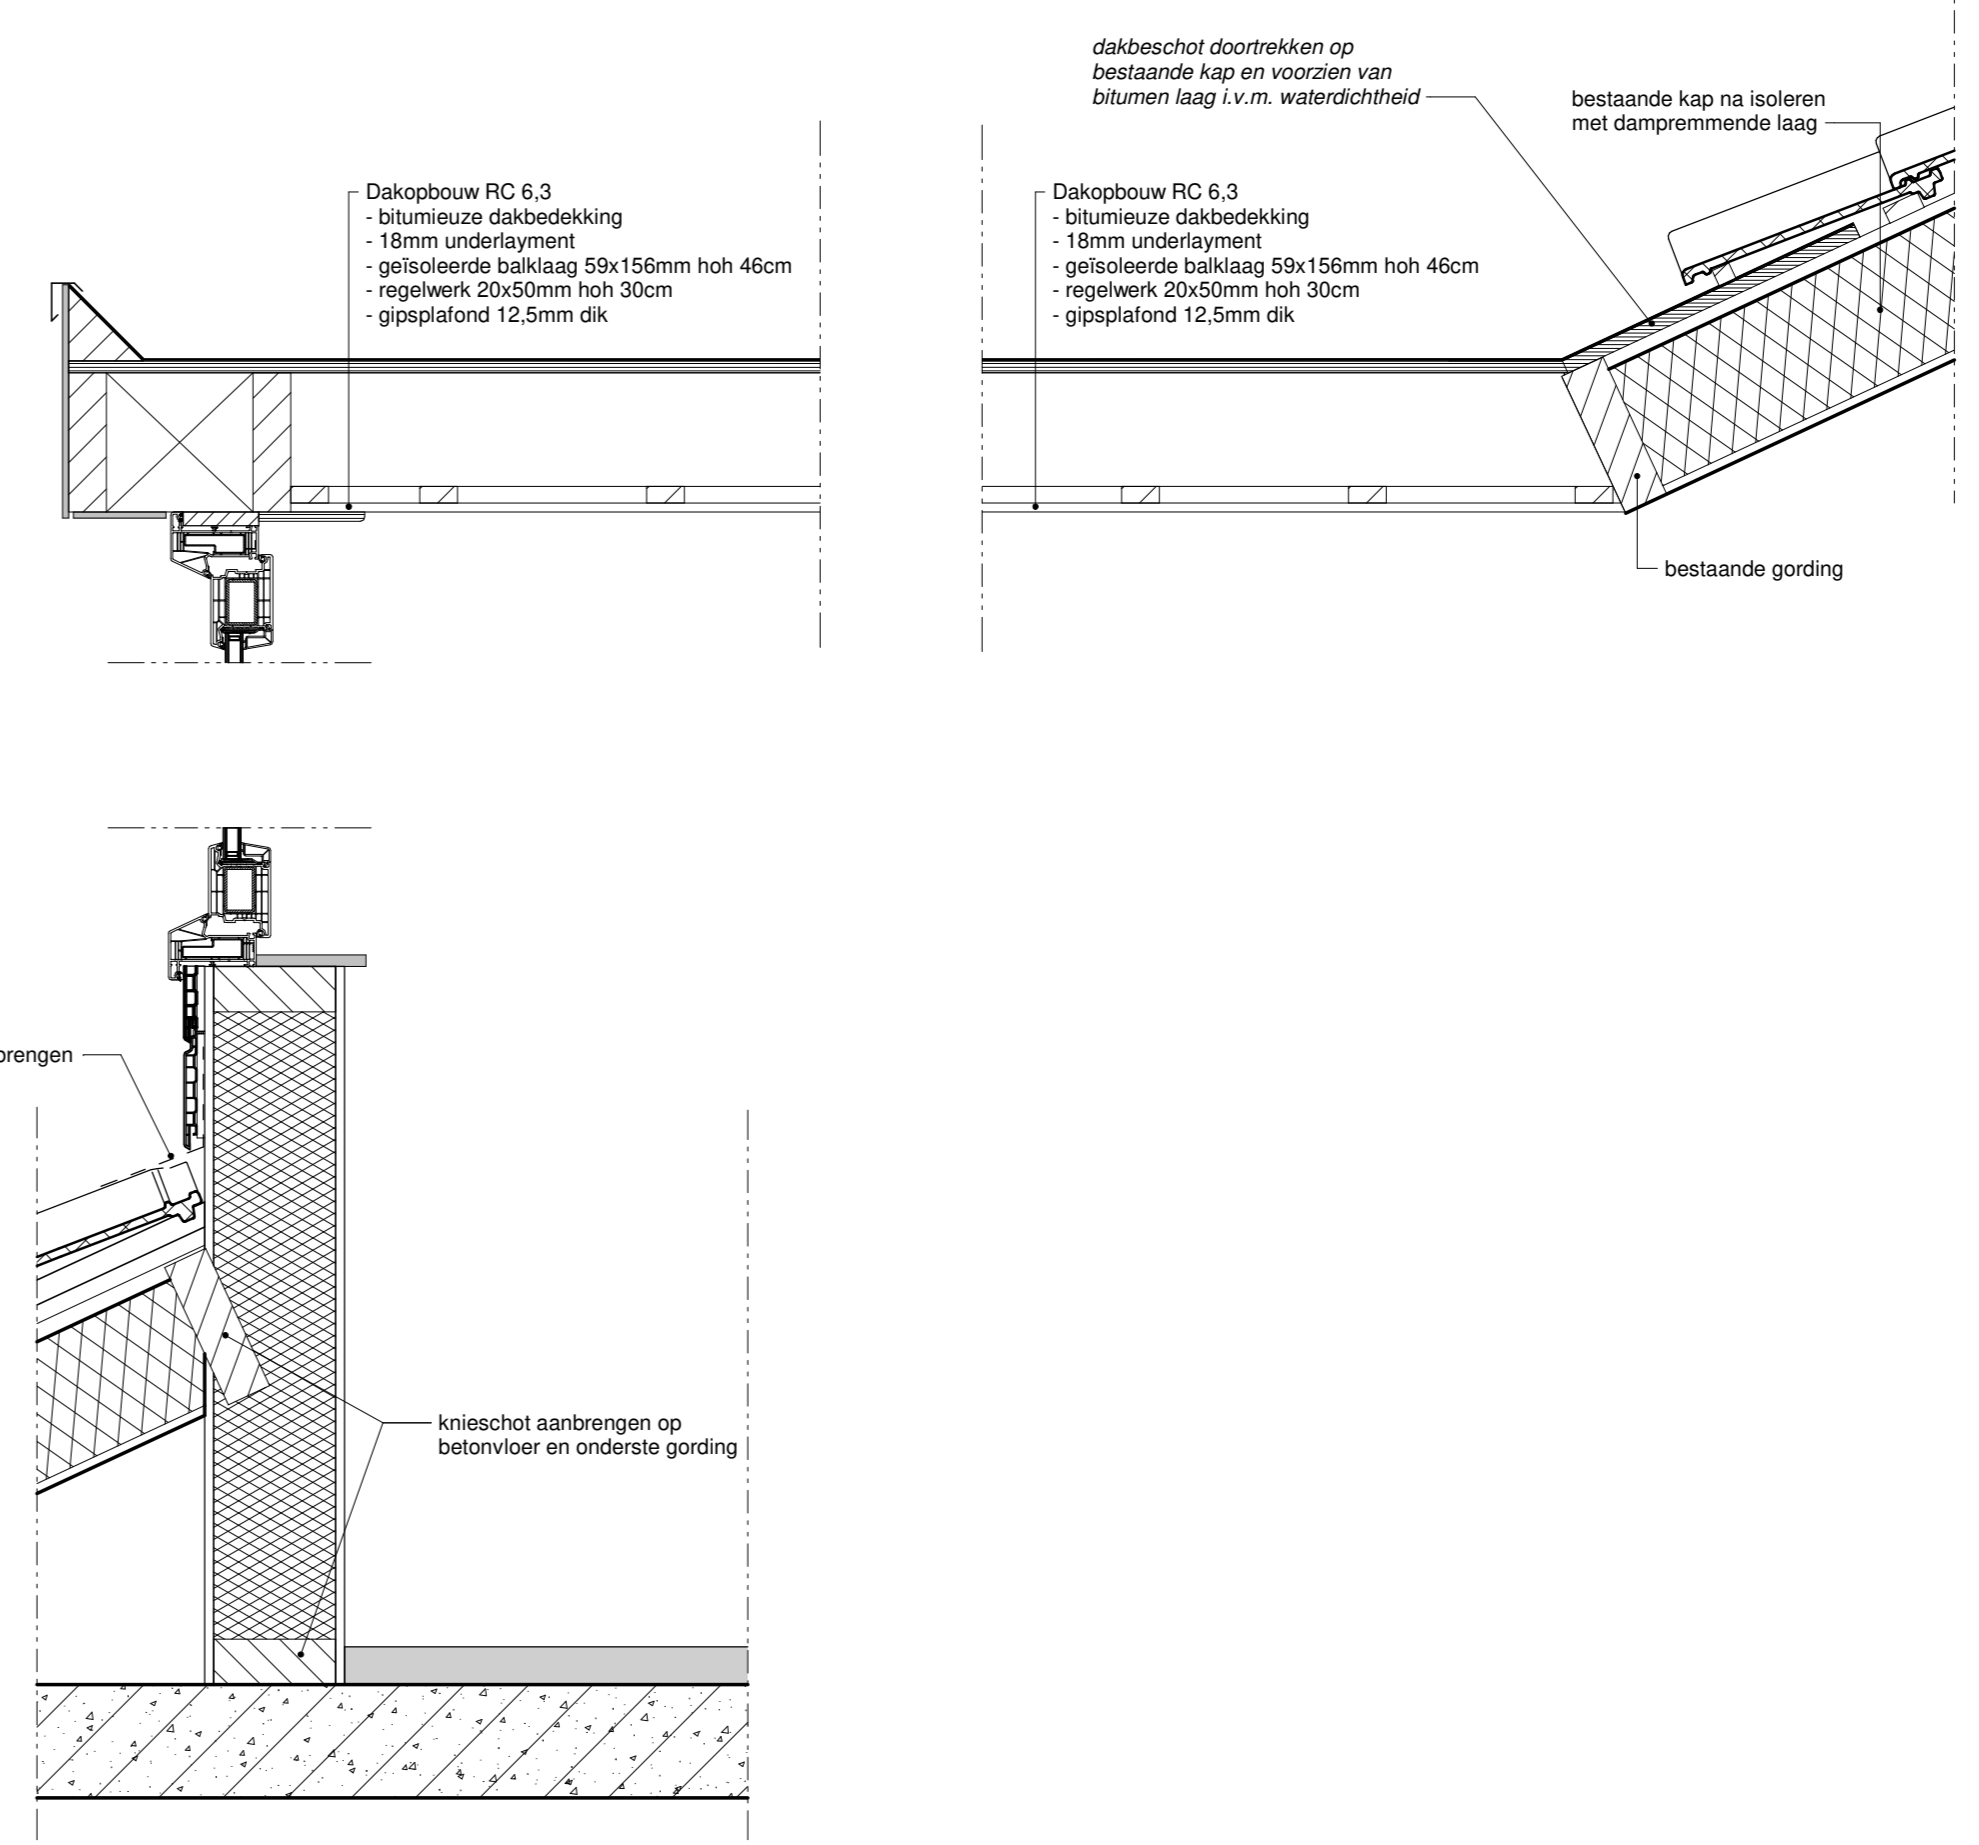 dakbeschot doortrekken op
bestaande kap en voorzien van
bitumen laag i.v.m. waterdichtheid
bestaande kap na isoleren
met dampremmende laag
Dakopbouw RC 6,3
- bitumieuze dakbedekking
- 18mm underlayment
- geïsoleerde balklaag 59x156mm hoh 46cm
- regelwerk 20x50mm hoh 30cm
- gipsplafond 12,5mm dik
Dakopbouw RC 6,3
- bitumieuze dakbedekking
- 18mm underlayment
- geïsoleerde balklaag 59x156mm hoh 46cm
- regelwerk 20x50mm hoh 30cm
- gipsplafond 12,5mm dik
bestaande gording
knieschot aanbrengen op
betonvloer en onderste gording